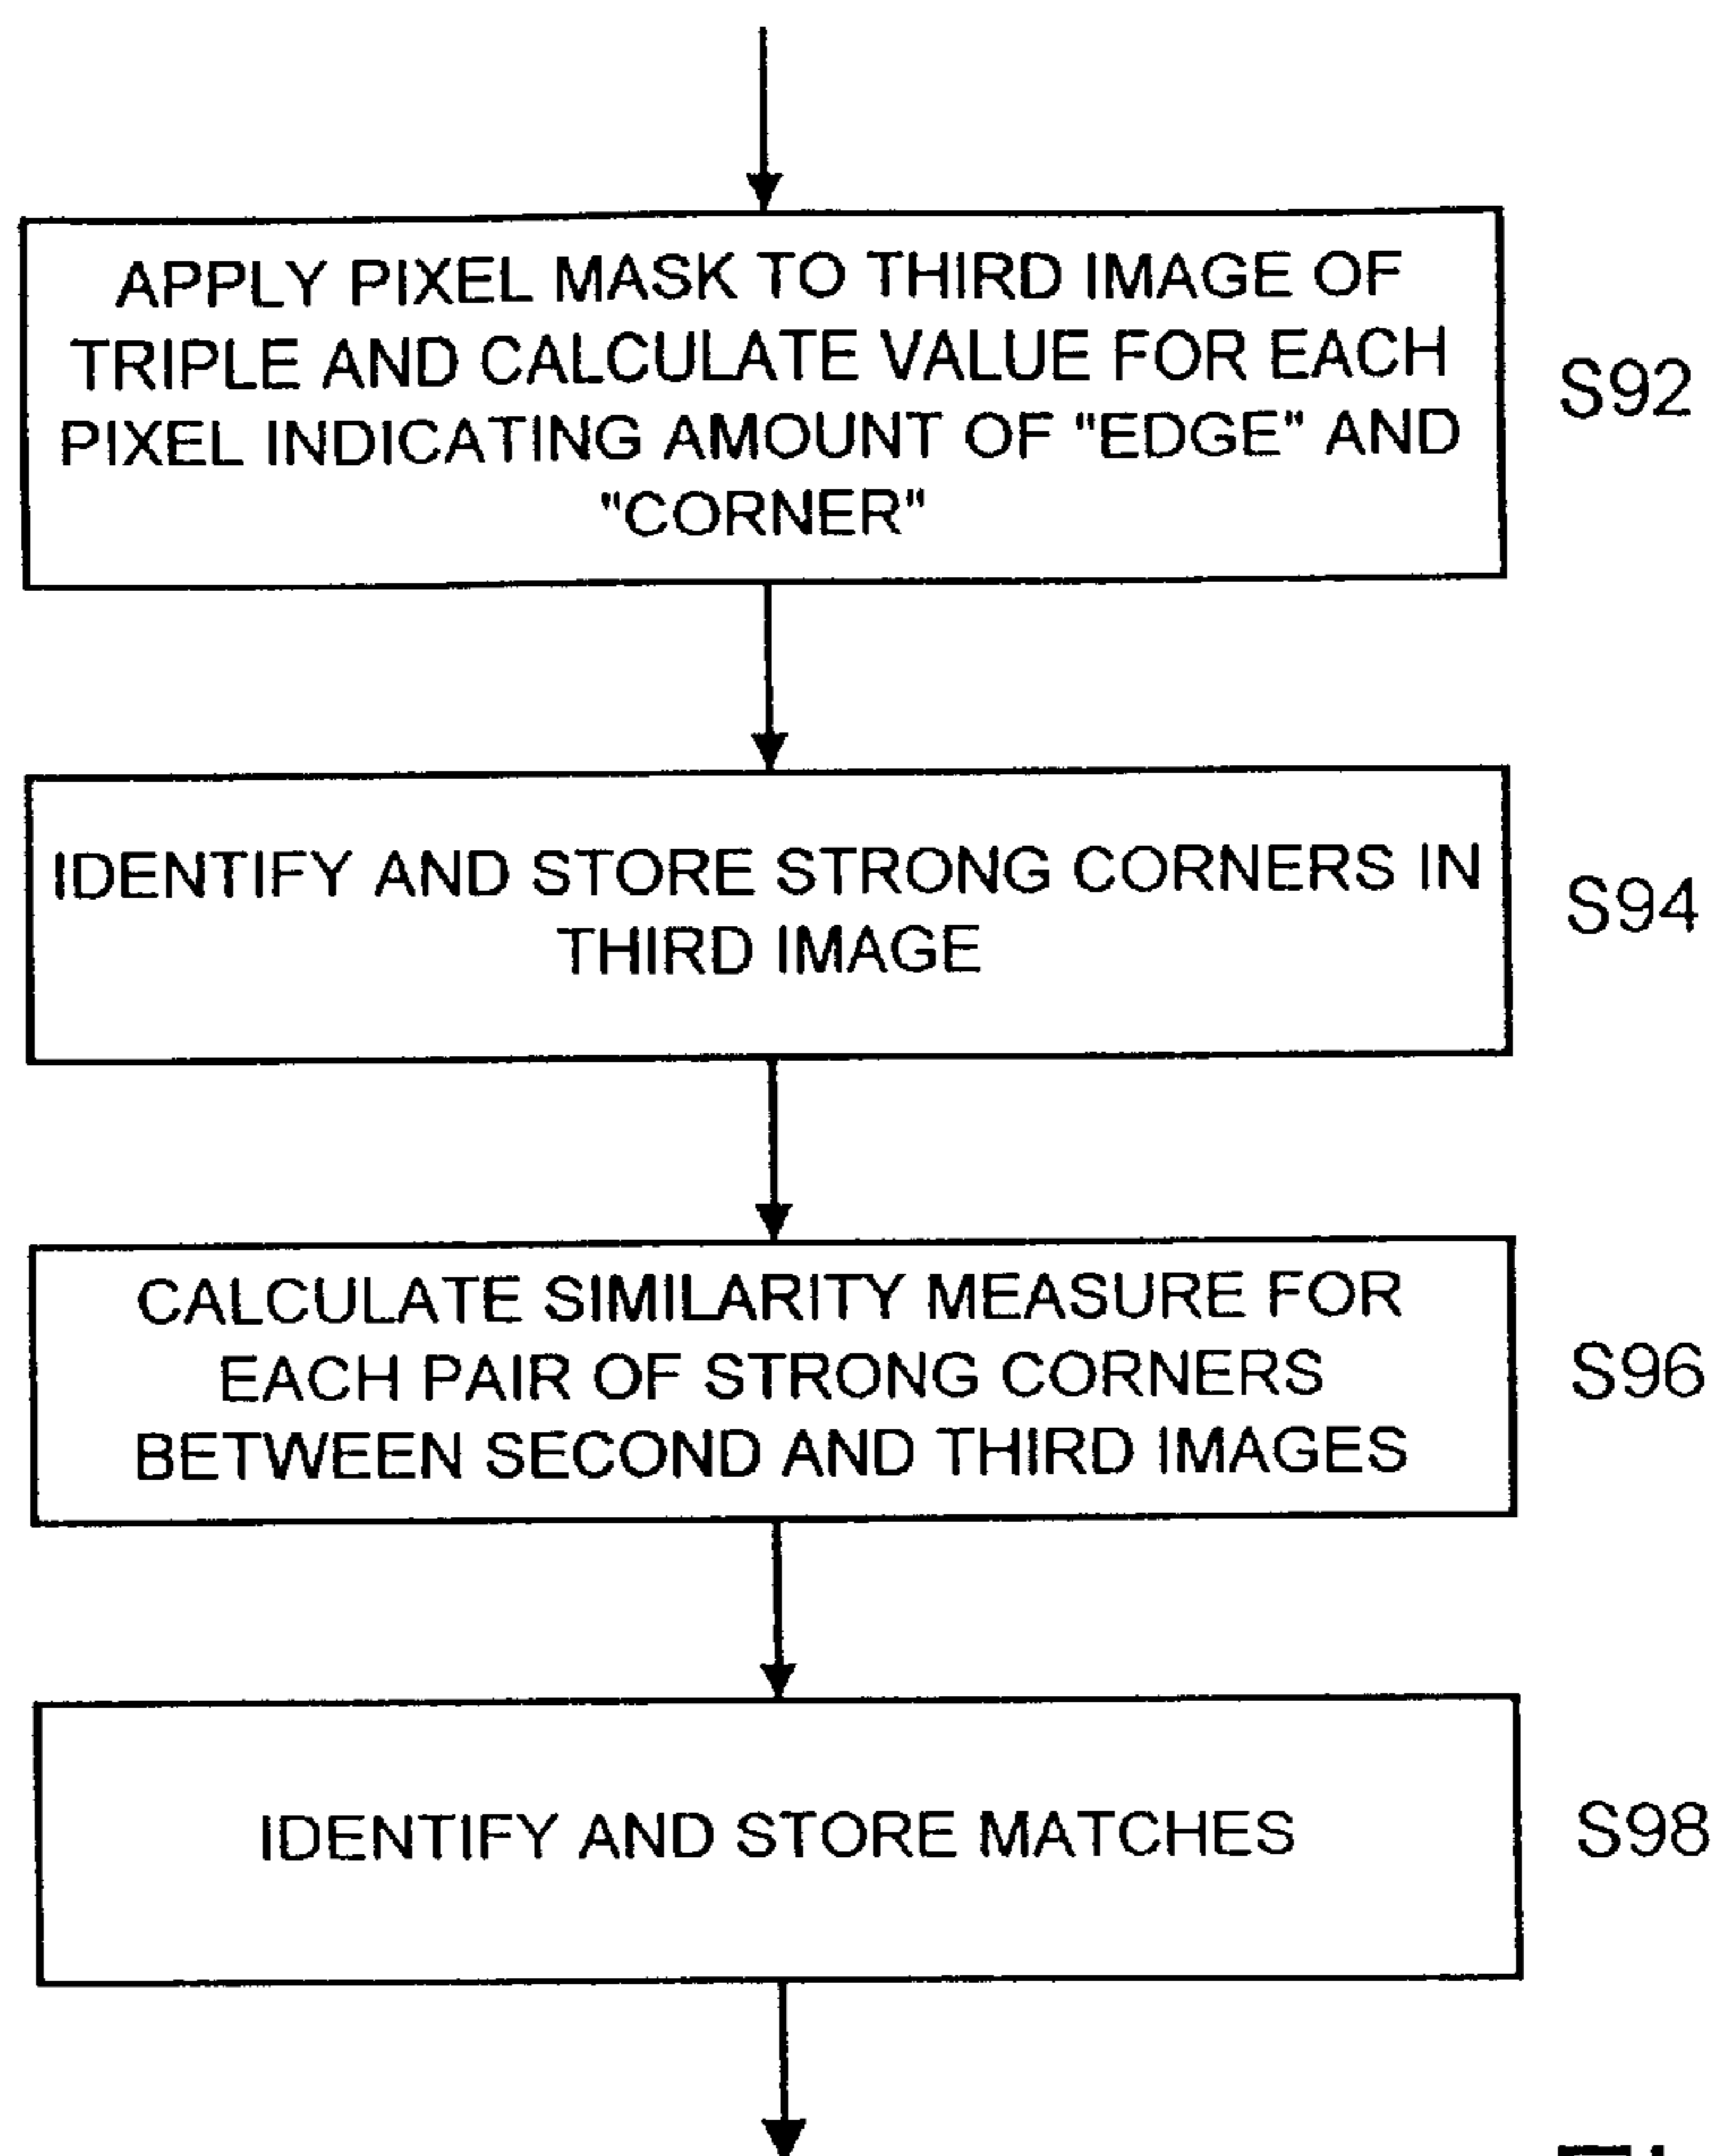 APPLY PIXEL MASK TO THIRD IMAGE OF
TRIPLE AND CALCULATE VALUE FOR EACH
PIXEL INDICATING AMOUNT OF "EDGE" AND
"CORNER"
S92
IDENTIFY AND STORE STRONG CORNERS IN
THIRD IMAGE
S94
CALCULATE SIMILARITY MEASURE FOR
EACH PAIR OF STRONG CORNERS
BETWEEN SECOND AND THIRD IMAGES
S96
IDENTIFY AND STORE MATCHES
S98